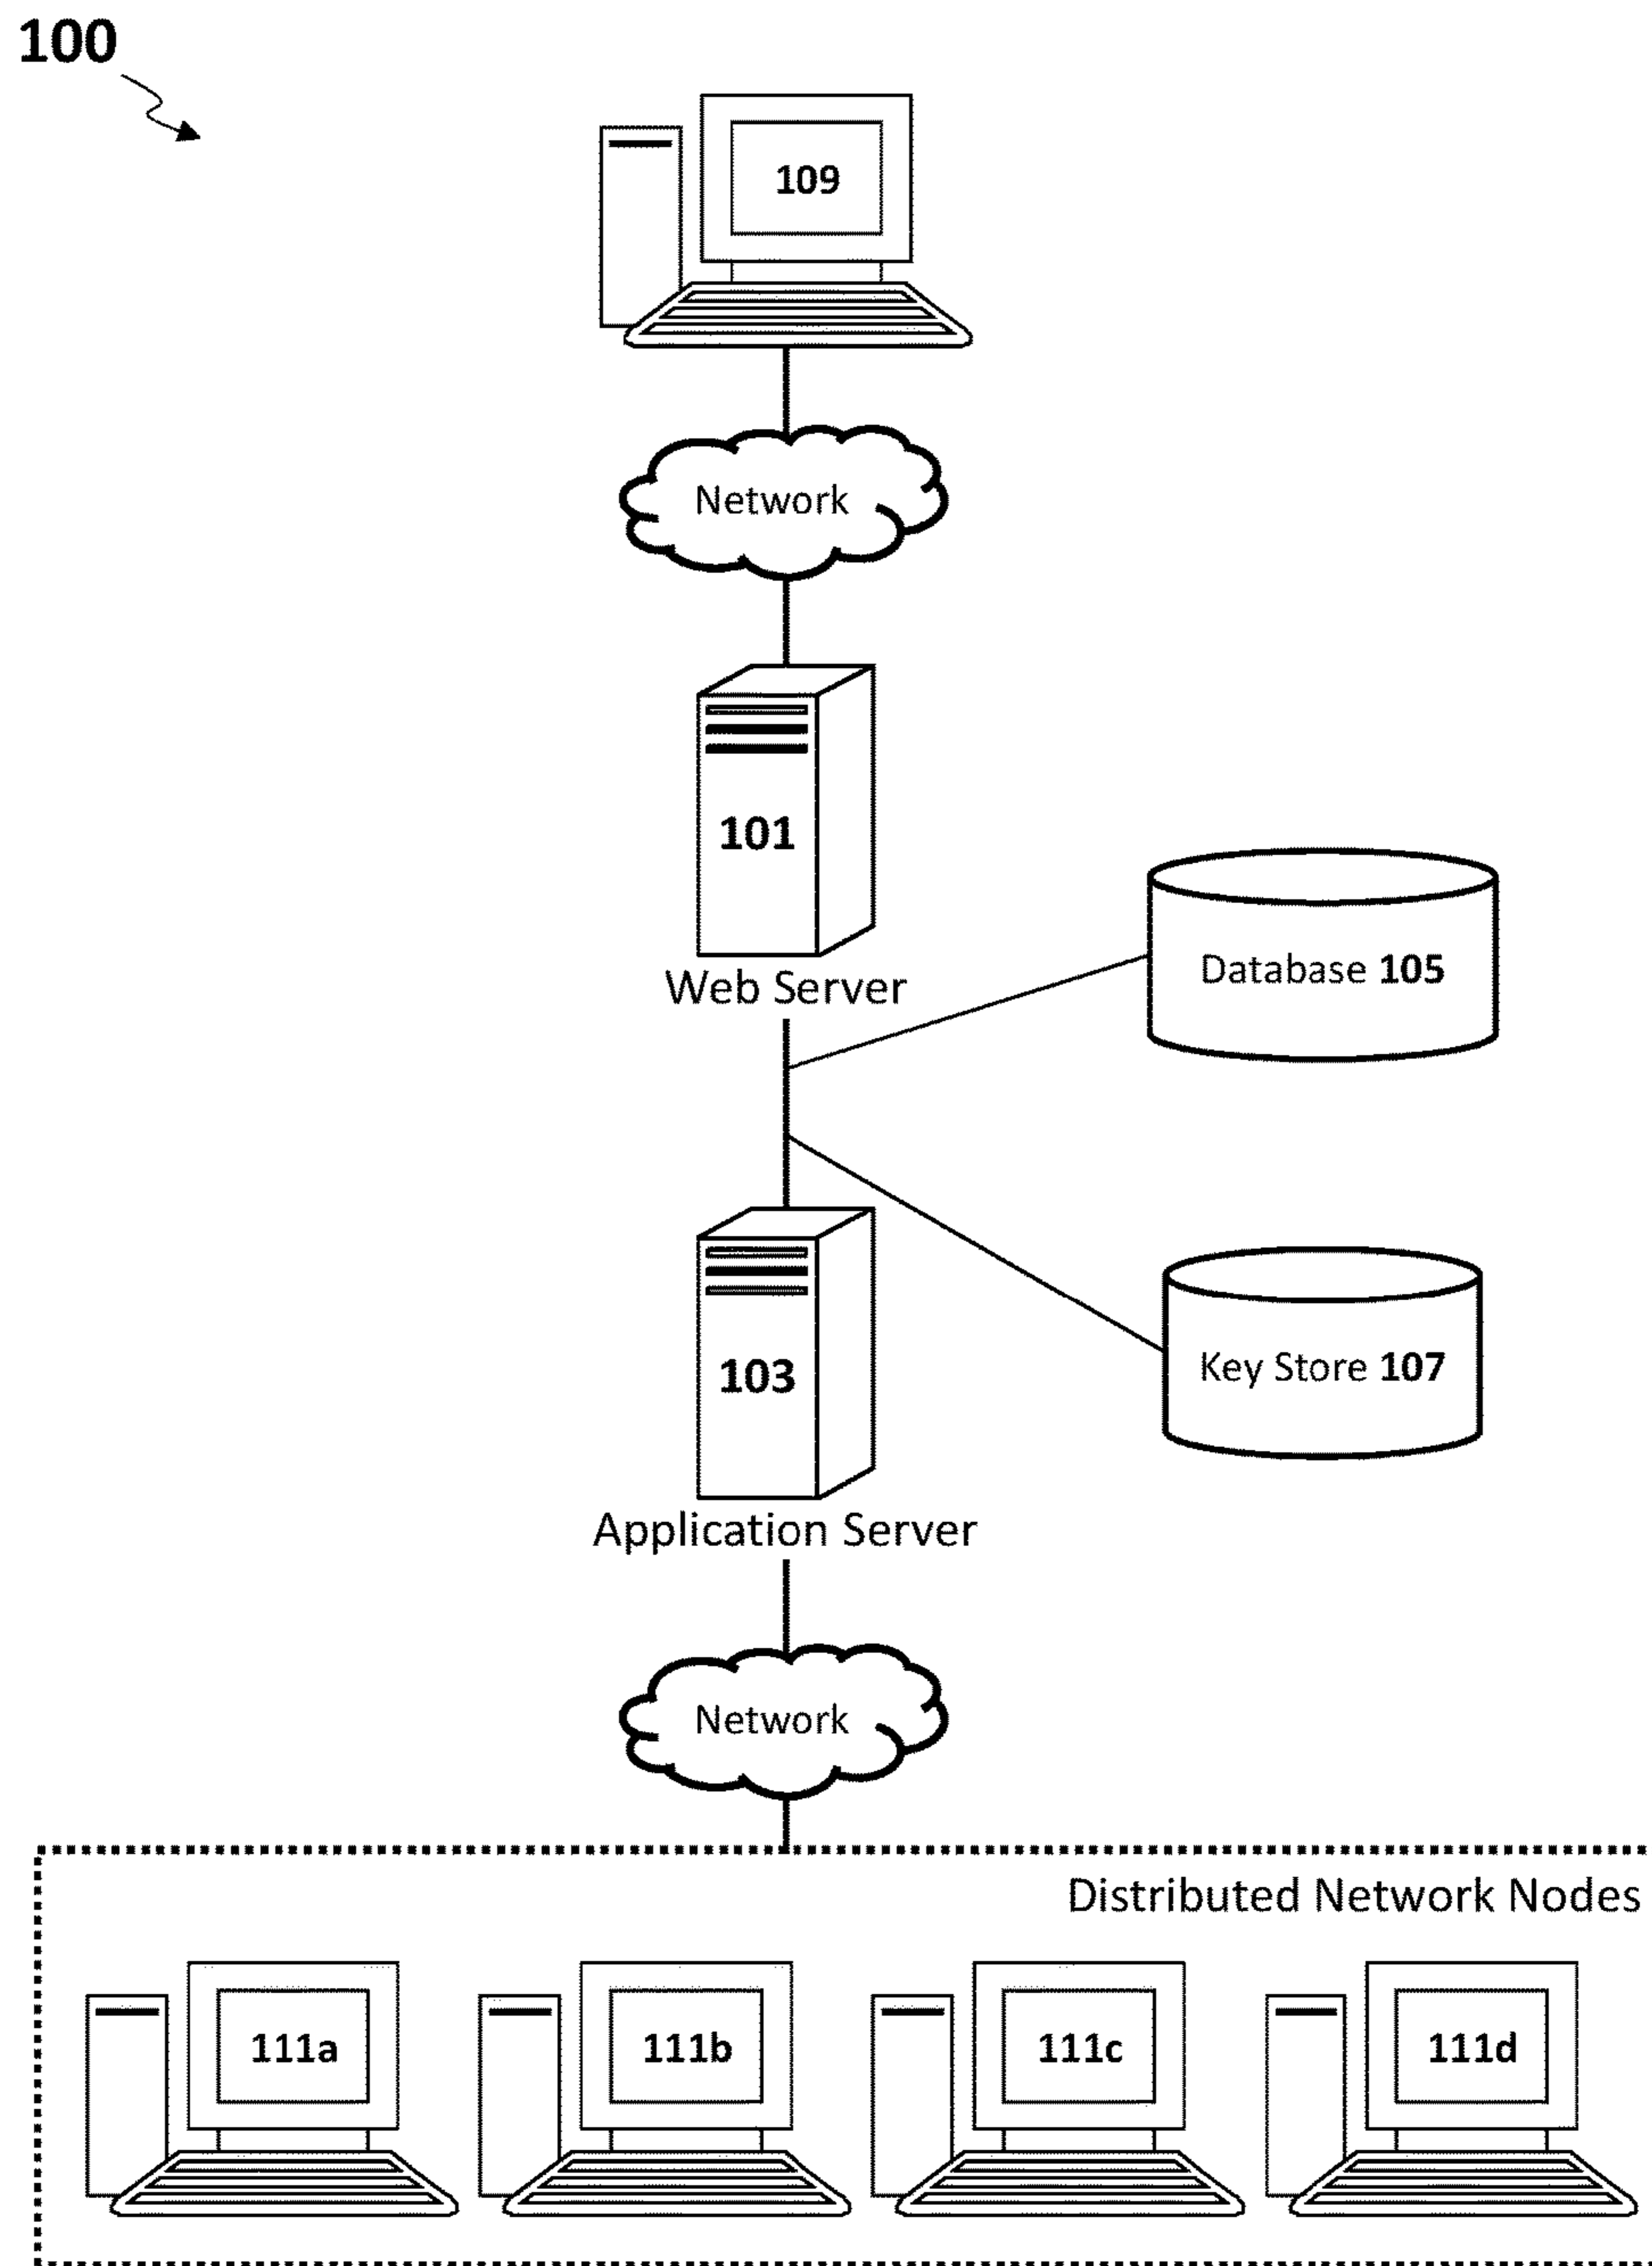 100
109
Network
101
Web Server
Database 105
103
Key Store 107
Application Server
Network
Distributed Network Nodes
111a
111b
111c
111d